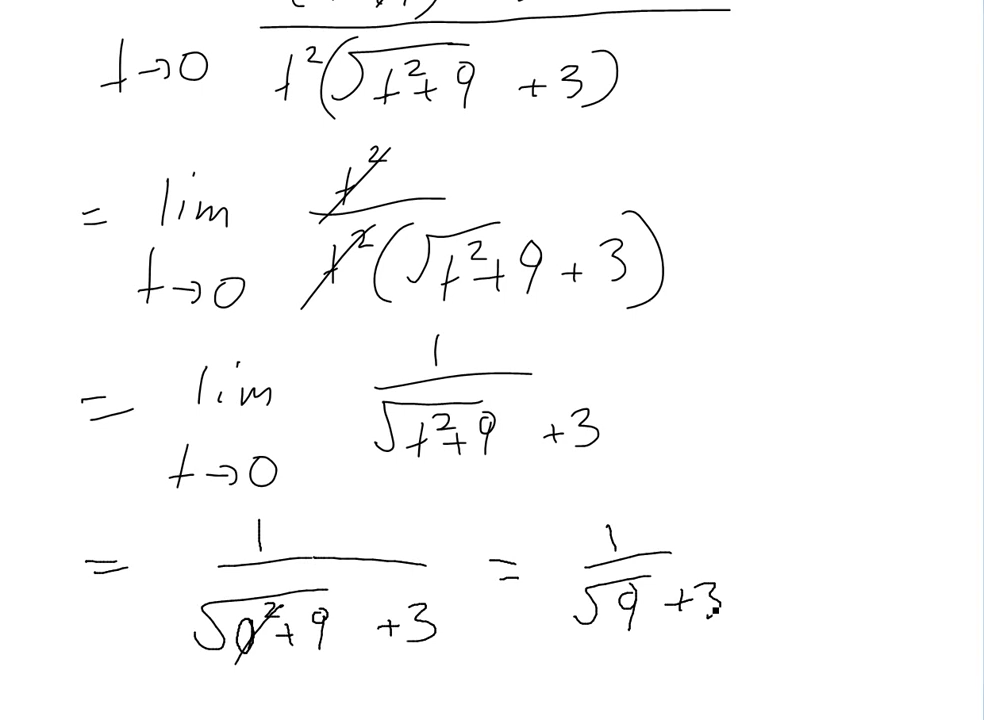 t→0 t²(√t²+9 +3)
= lim t²
t→0 t²(√t²+9 +3)
= lim 1
t→0 √t²+9 +3
= 1 = 1
√0²+9 +3 √9 +3